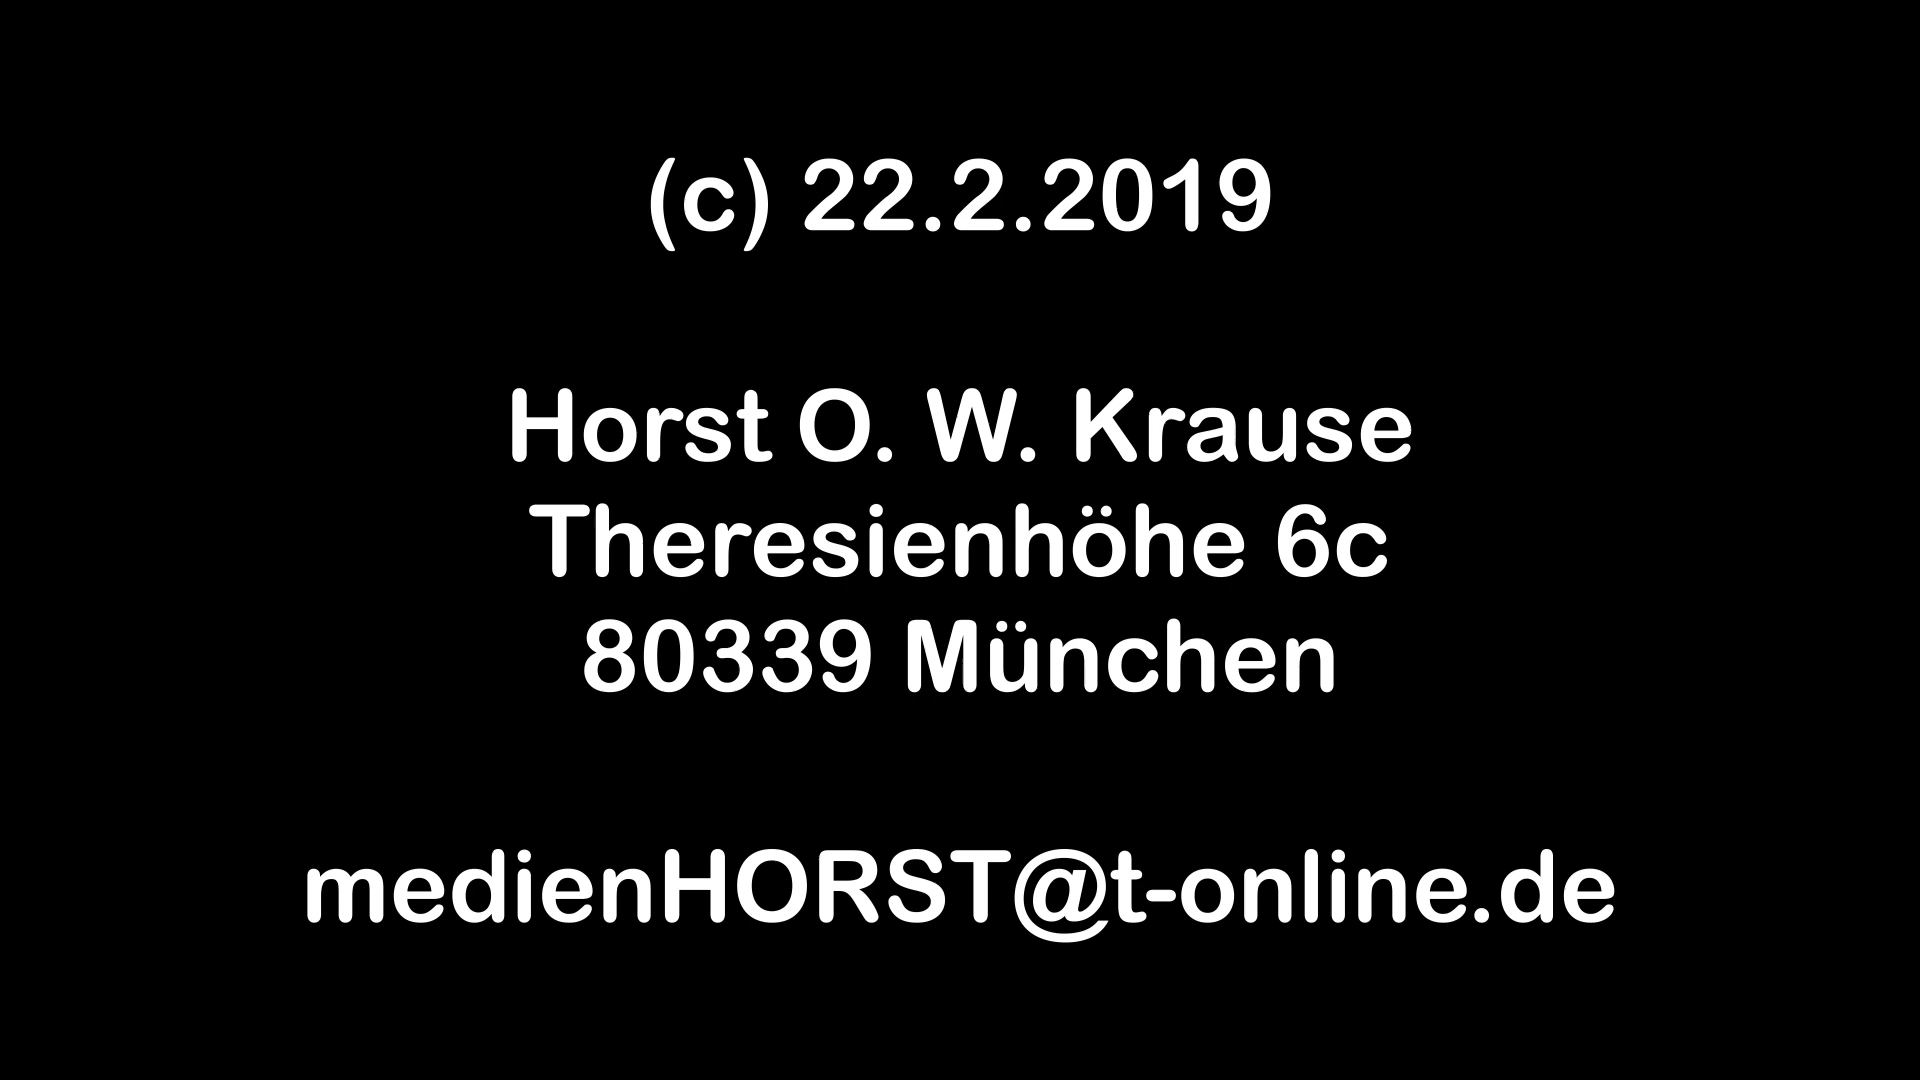 (c) 22.2.2019
Horst O. W. Krause
Theresienhöhe 6c
80339 München
medienHORST@t-online.de